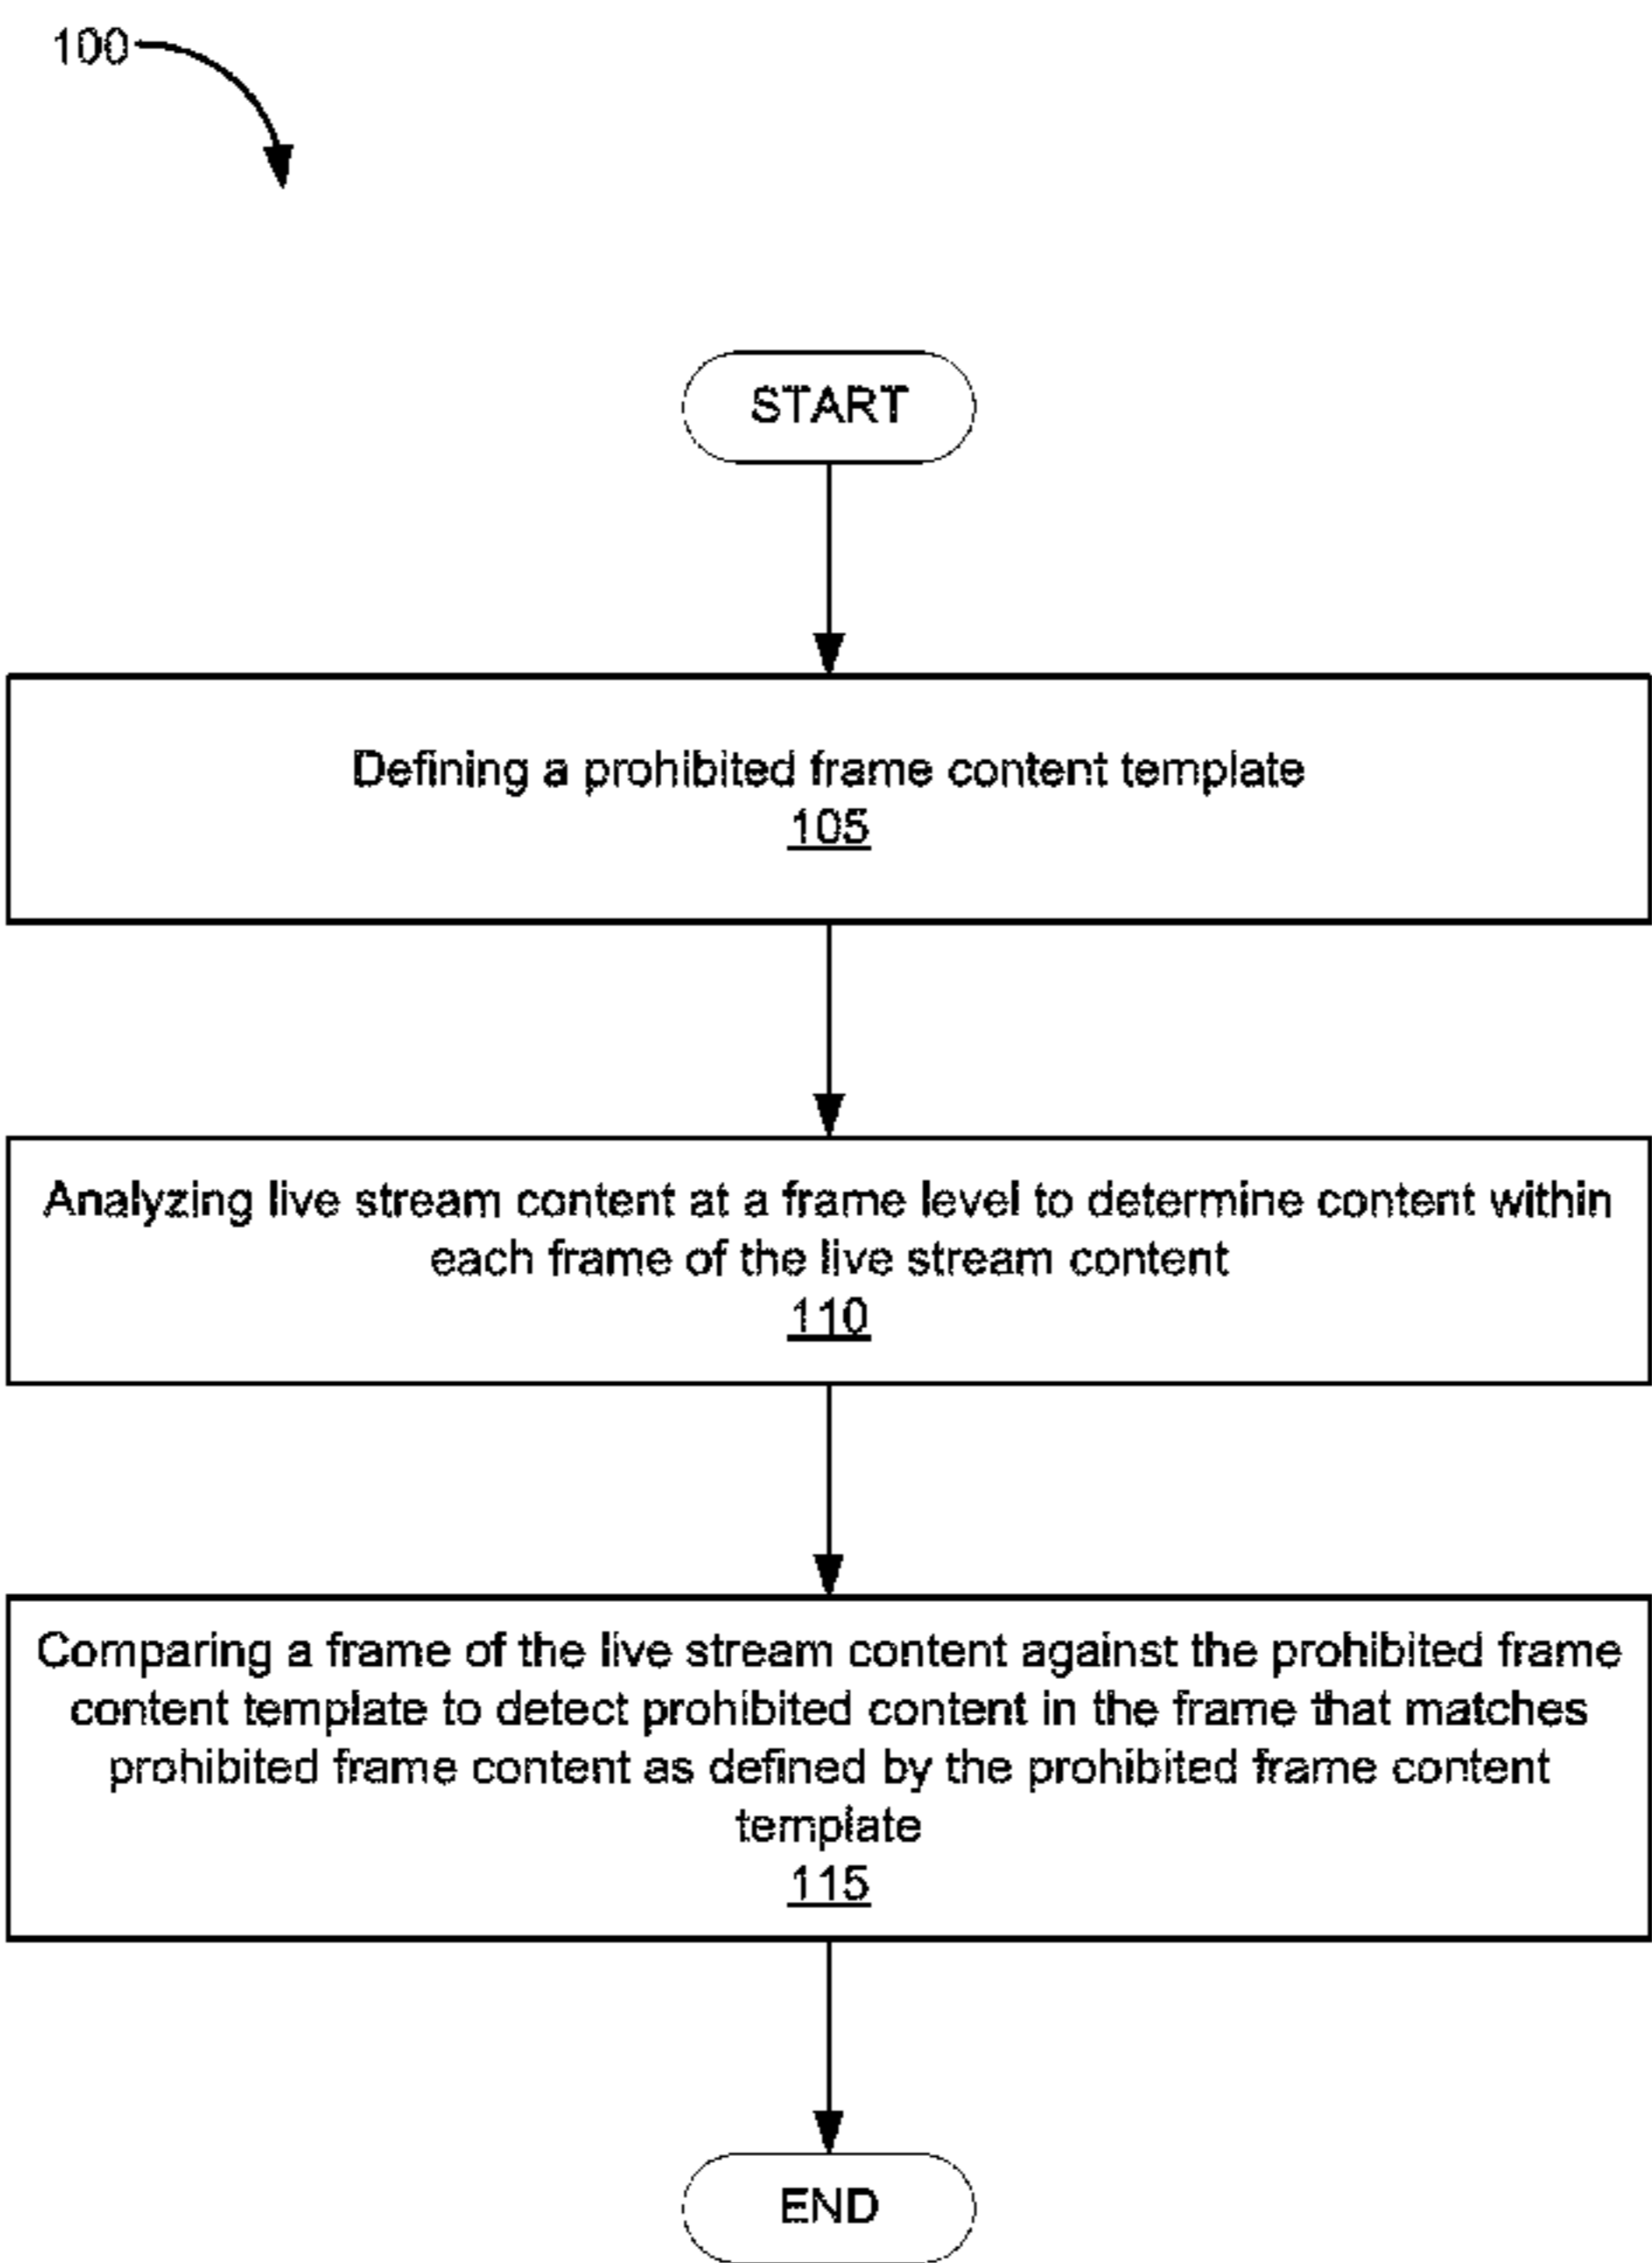 100
START
Defining a prohibited frame content template
105
Analyzing live stream content at a frame level to determine content within
each frame of the live stream content
110
Comparing a frame of the live stream content against the prohibited frame
content template to detect prohibited content in the frame that matches
prohibited frame content as defined by the prohibited frame content
template
115
END